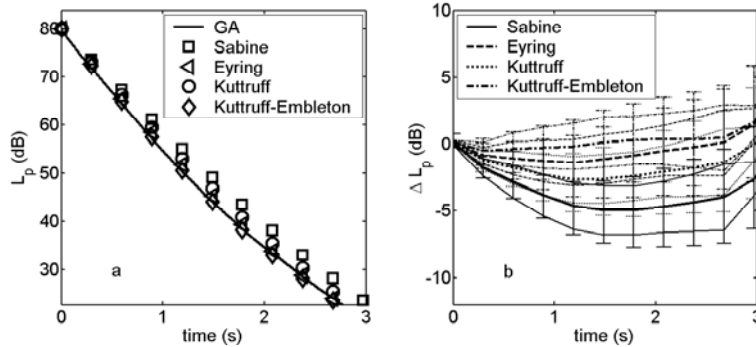 80
70
60
50
40
30
L_p (dB)
GA
Sabine
Eyring
Kuttruff
Kuttruff-Embleton
a
0
1
2
3
time (s)
10
5
0
-5
-10
Δ L_p (dB)
Sabine
Eyring
Kuttruff
Kuttruff-Embleton
b
0
1
2
3
time (s)